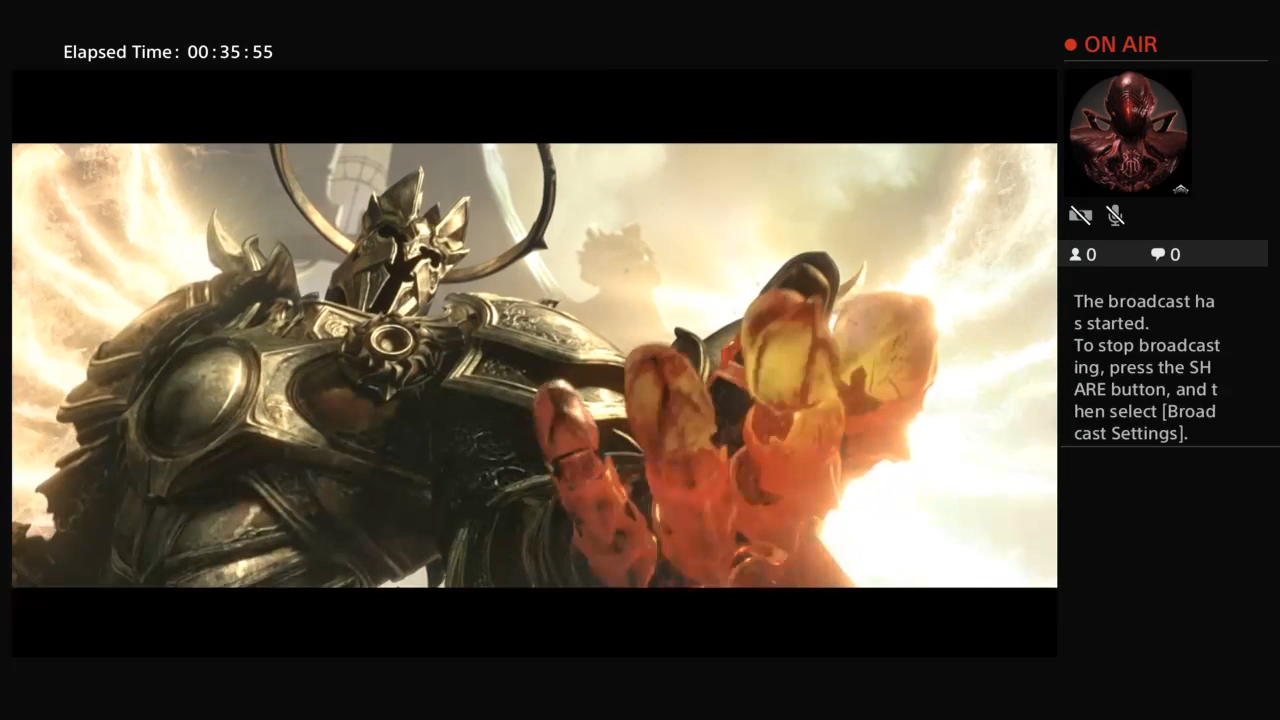 Elapsed Time: 00:35:55
ON AIR
0 0
The broadcast ha
s started.
To stop broadcast
ing, press the SH
ARE button, and t
hen select [Broad
cast Settings].